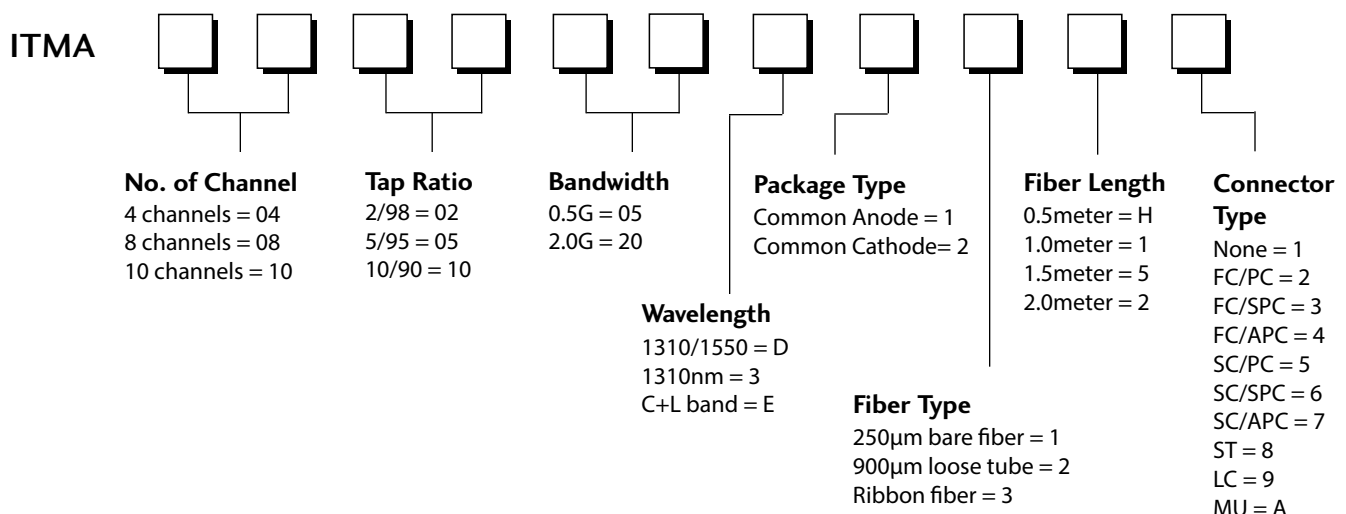 ITMA
No. of Channel
4 channels = 04
8 channels = 08
10 channels = 10
Tap Ratio
2/98 = 02
5/95 = 05
10/90 = 10
Bandwidth
0.5G = 05
2.0G = 20
Wavelength
1310/1550 = D
1310nm = 3
C+L band = E
Package Type
Common Anode = 1
Common Cathode= 2
Fiber Type
250µm bare fiber = 1
900µm loose tube = 2
Ribbon fiber = 3
Fiber Length
0.5meter = H
1.0meter = 1
1.5meter = 5
2.0meter = 2
Connector
Type
None = 1
FC/PC = 2
FC/SPC = 3
FC/APC = 4
SC/PC = 5
SC/SPC = 6
SC/APC = 7
ST = 8
LC = 9
MU = A